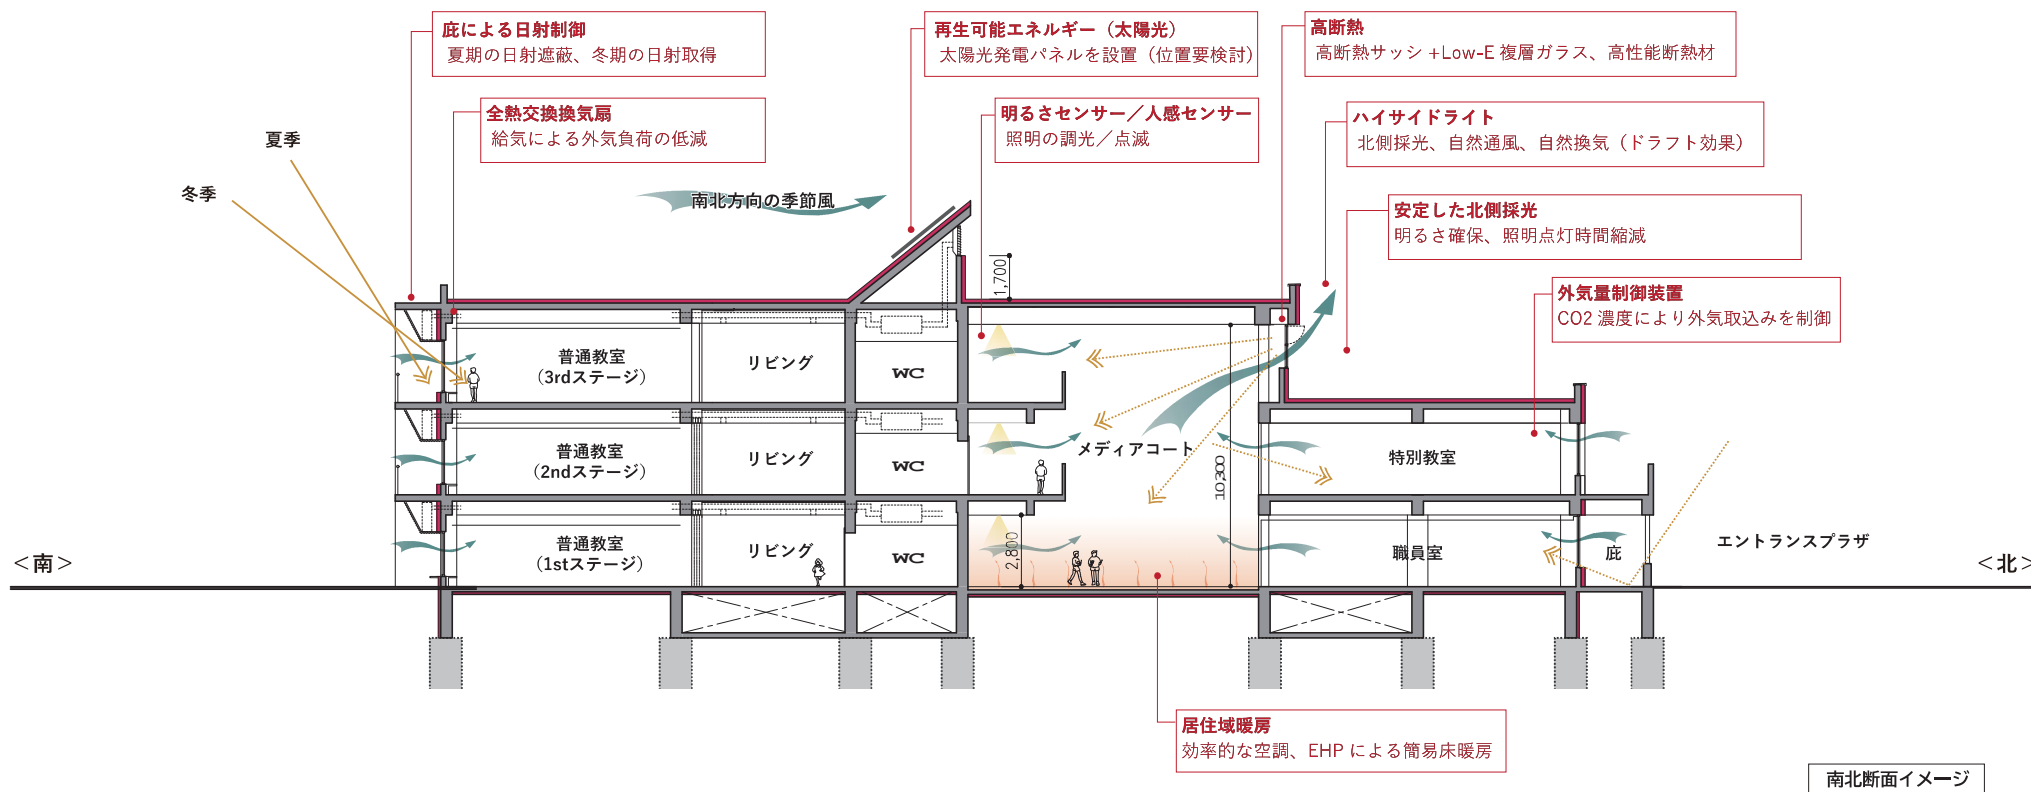 庇による日射制御
夏期の日射遮蔽、冬期の日射取得
再生可能エネルギー（太陽光）
太陽光発電パネルを設置（位置要検討）
高断熱
高断熱サッシ＋Low-E 複層ガラス、高性能断熱材
全熱交換換気扇
給気による外気負荷の低減
明るさセンサー／人感センサー
照明の調光／点滅
ハイサイドライト
北側採光、自然通風、自然換気（ドラフト効果）
夏季
冬季
南北方向の季節風
安定した北側採光
明るさ確保、照明点灯時間縮減
1,700
外気量制御装置
CO2 濃度により外気取込みを制御
普通教室
（3rdステージ）
リビング
WC
普通教室
（2ndステージ）
リビング
WC
メディアコート
10,300
特別教室
普通教室
（1stステージ）
リビング
WC
2,800
職員室
庇
エントランスプラザ
＜南＞
＜北＞
居住域暖房
効率的な空調、EHP による簡易床暖房
南北断面イメージ